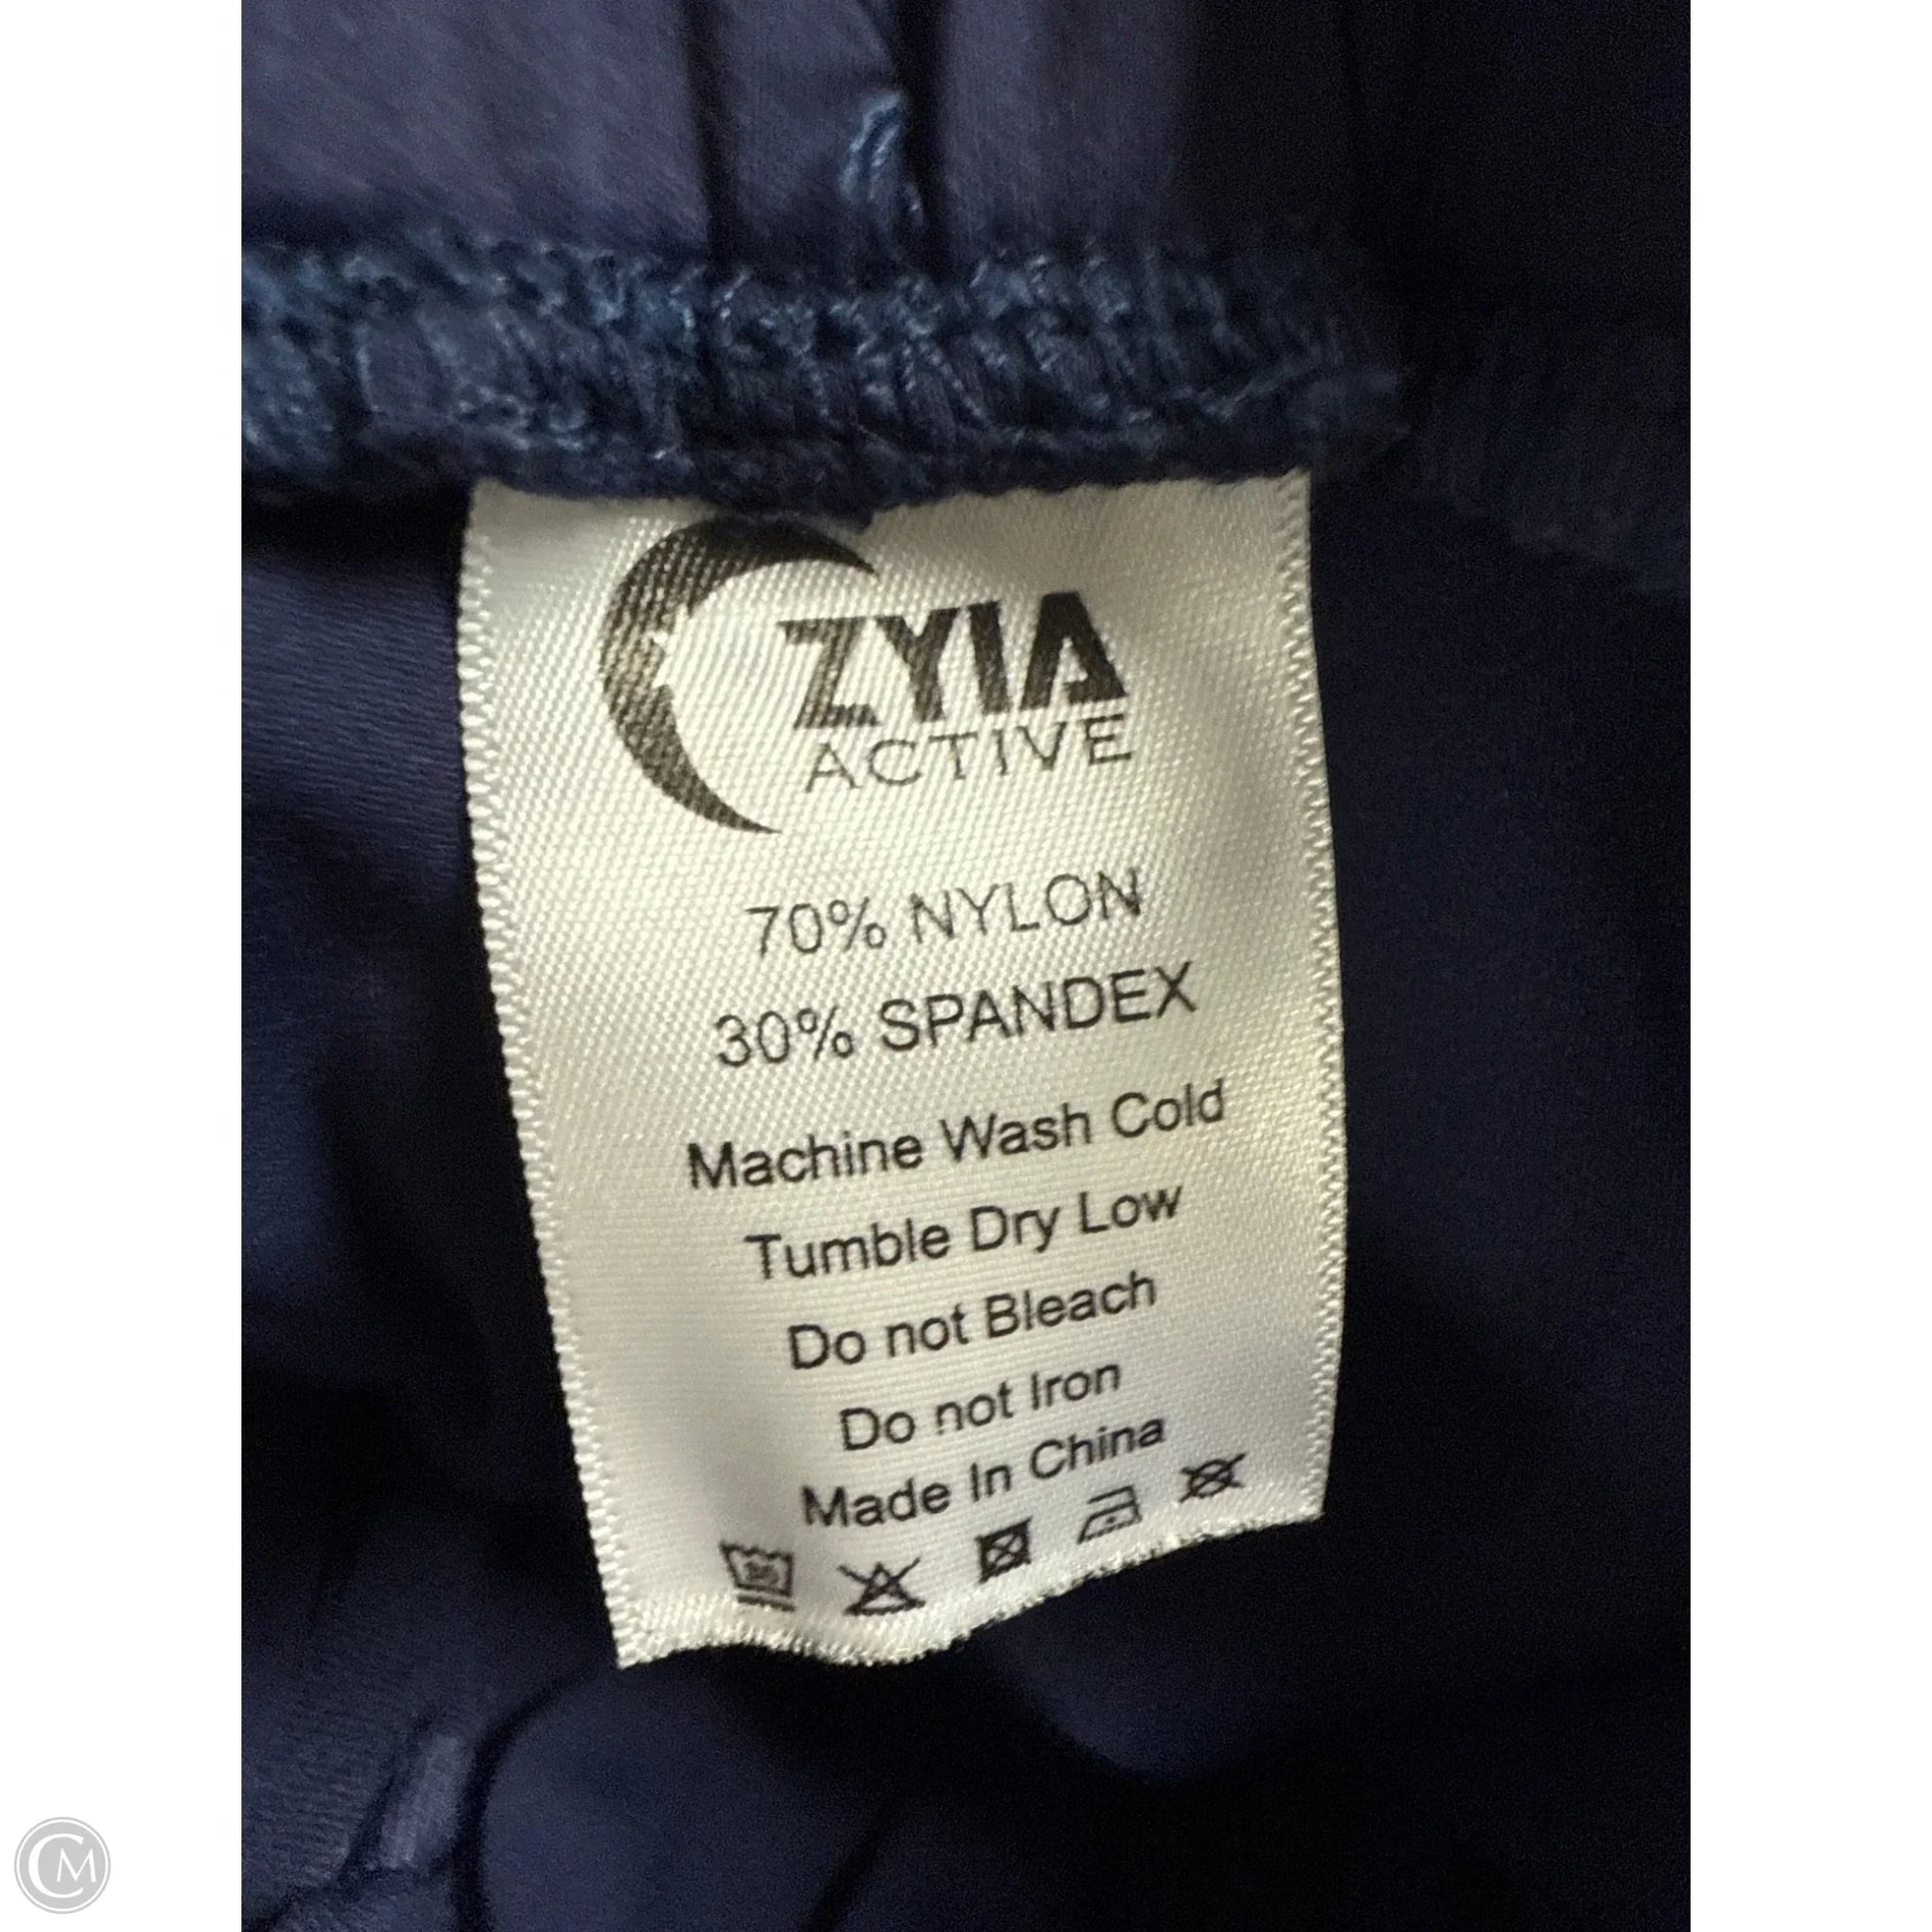 ZYIA
ACTIVE
70% NYLON
30% SPANDEX
Machine Wash Cold
Tumble Dry Low
Do not Bleach
Do not Iron
Made In China
CM